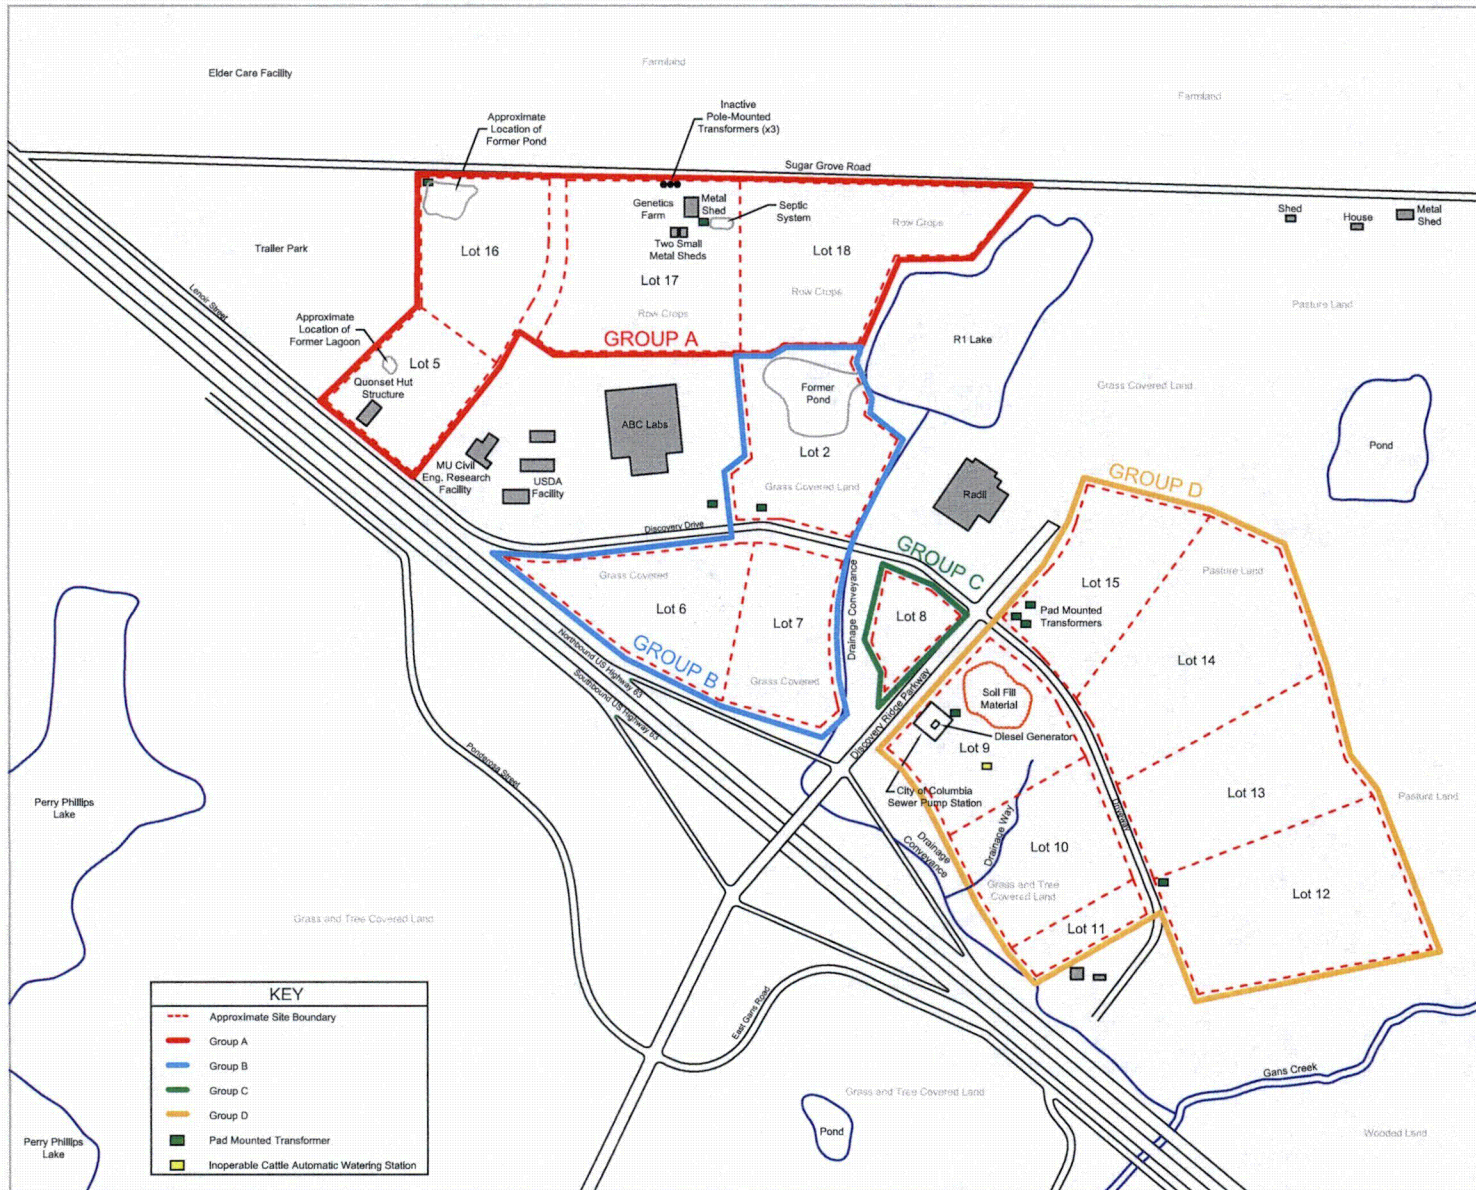 Elder Care Facility
Farmland
Farmland
Approximate
Location of
Former Pond
Inactive
Pole-Mounted
Transformers (x3)
Sugar Grove Road
Genetics
Farm
Metal
Shed
Septic
System
Row Crops
Shed
House
Metal
Shed
Trailer Park
Lot 16
Two Small
Metal Sheds
Lot 18
Lot 17
Row Crops
Row Crops
Pasture Land
Lenoir Street
Approximate
Location of
Former Lagoon
GROUP A
R1 Lake
Lot 5
Quonset Hut
Structure
Former
Pond
Grass Covered Land
ABC Labs
Pond
Lot 2
MU Civil
Eng. Research
Facility
USDA
Facility
Grass Covered Land
Radil
GROUP D
Discovery Drive
GROUP C
Grass Covered
Drainage Conveyance
Pasture Land
Lot 15
Lot 6
Lot 7
Lot 8
Pad Mounted
Transformers
GROUP B
Northbound US Highway 63
Southbound US Highway 63
Grass Covered
Lot 14
Discovery Ridge Parkway
Soil Fill
Material
Diesel Generator
Lot 9
City of Columbia
Sewer Pump Station
Ponderosa Street
Perry Phillips
Lake
Lot 13
Pasture Land
Driveway
Drainage
Conveyance
Drainage Way
Lot 10
Grass and Tree
Covered Land
Lot 12
Lot 11
Grass and Tree Covered Land
East Gans Road
Gans Creek
Grass and Tree Covered Land
Pond
Wooded Land
Perry Phillips
Lake
KEY
Approximate Site Boundary
Group A
Group B
Group C
Group D
Pad Mounted Transformer
Inoperable Cattle Automatic Watering Station